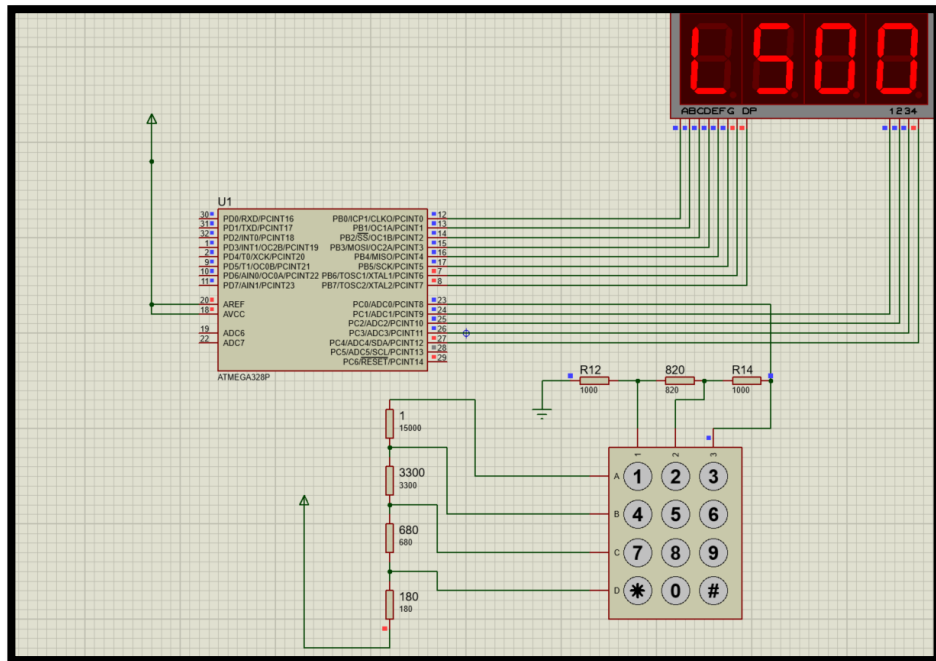 L500
ABCDEFG DP
1234
U1
30
PD0/RXD/PCINT16
PB0/ICP1/CLKO/PCINT0
12
31
PD1/TXD/PCINT17
PB1/OC1A/PCINT1
13
32
PD2/INT0/PCINT18
PB2/SS/OC1B/PCINT2
14
1
PD3/INT1/OC2B/PCINT19
PB3/MOSI/OC2A/PCINT3
15
2
PD4/T0/XCK/PCINT20
PB4/MISO/PCINT4
16
9
PD5/T1/OC0B/PCINT21
PB5/SCK/PCINT5
17
10
PD6/AIN0/OC0A/PCINT22
PB6/TOSC1/XTAL1/PCINT6
7
11
PD7/AIN1/PCINT23
PB7/TOSC2/XTAL2/PCINT7
8
20
AREF
PC0/ADC0/PCINT8
23
18
AVCC
PC1/ADC1/PCINT9
24
PC2/ADC2/PCINT10
25
19
ADC6
PC3/ADC3/PCINT11
26
22
ADC7
PC4/ADC4/SDA/PCINT12
27
PC5/ADC5/SCL/PCINT13
28
PC6/RESET/PCINT14
29
ATMEGA328P
R12
1000
820
820
R14
1000
1
15000
3300
3300
680
680
180
180
1 2 3
A 1 2 3
B 4 5 6
C 7 8 9
D * 0 #